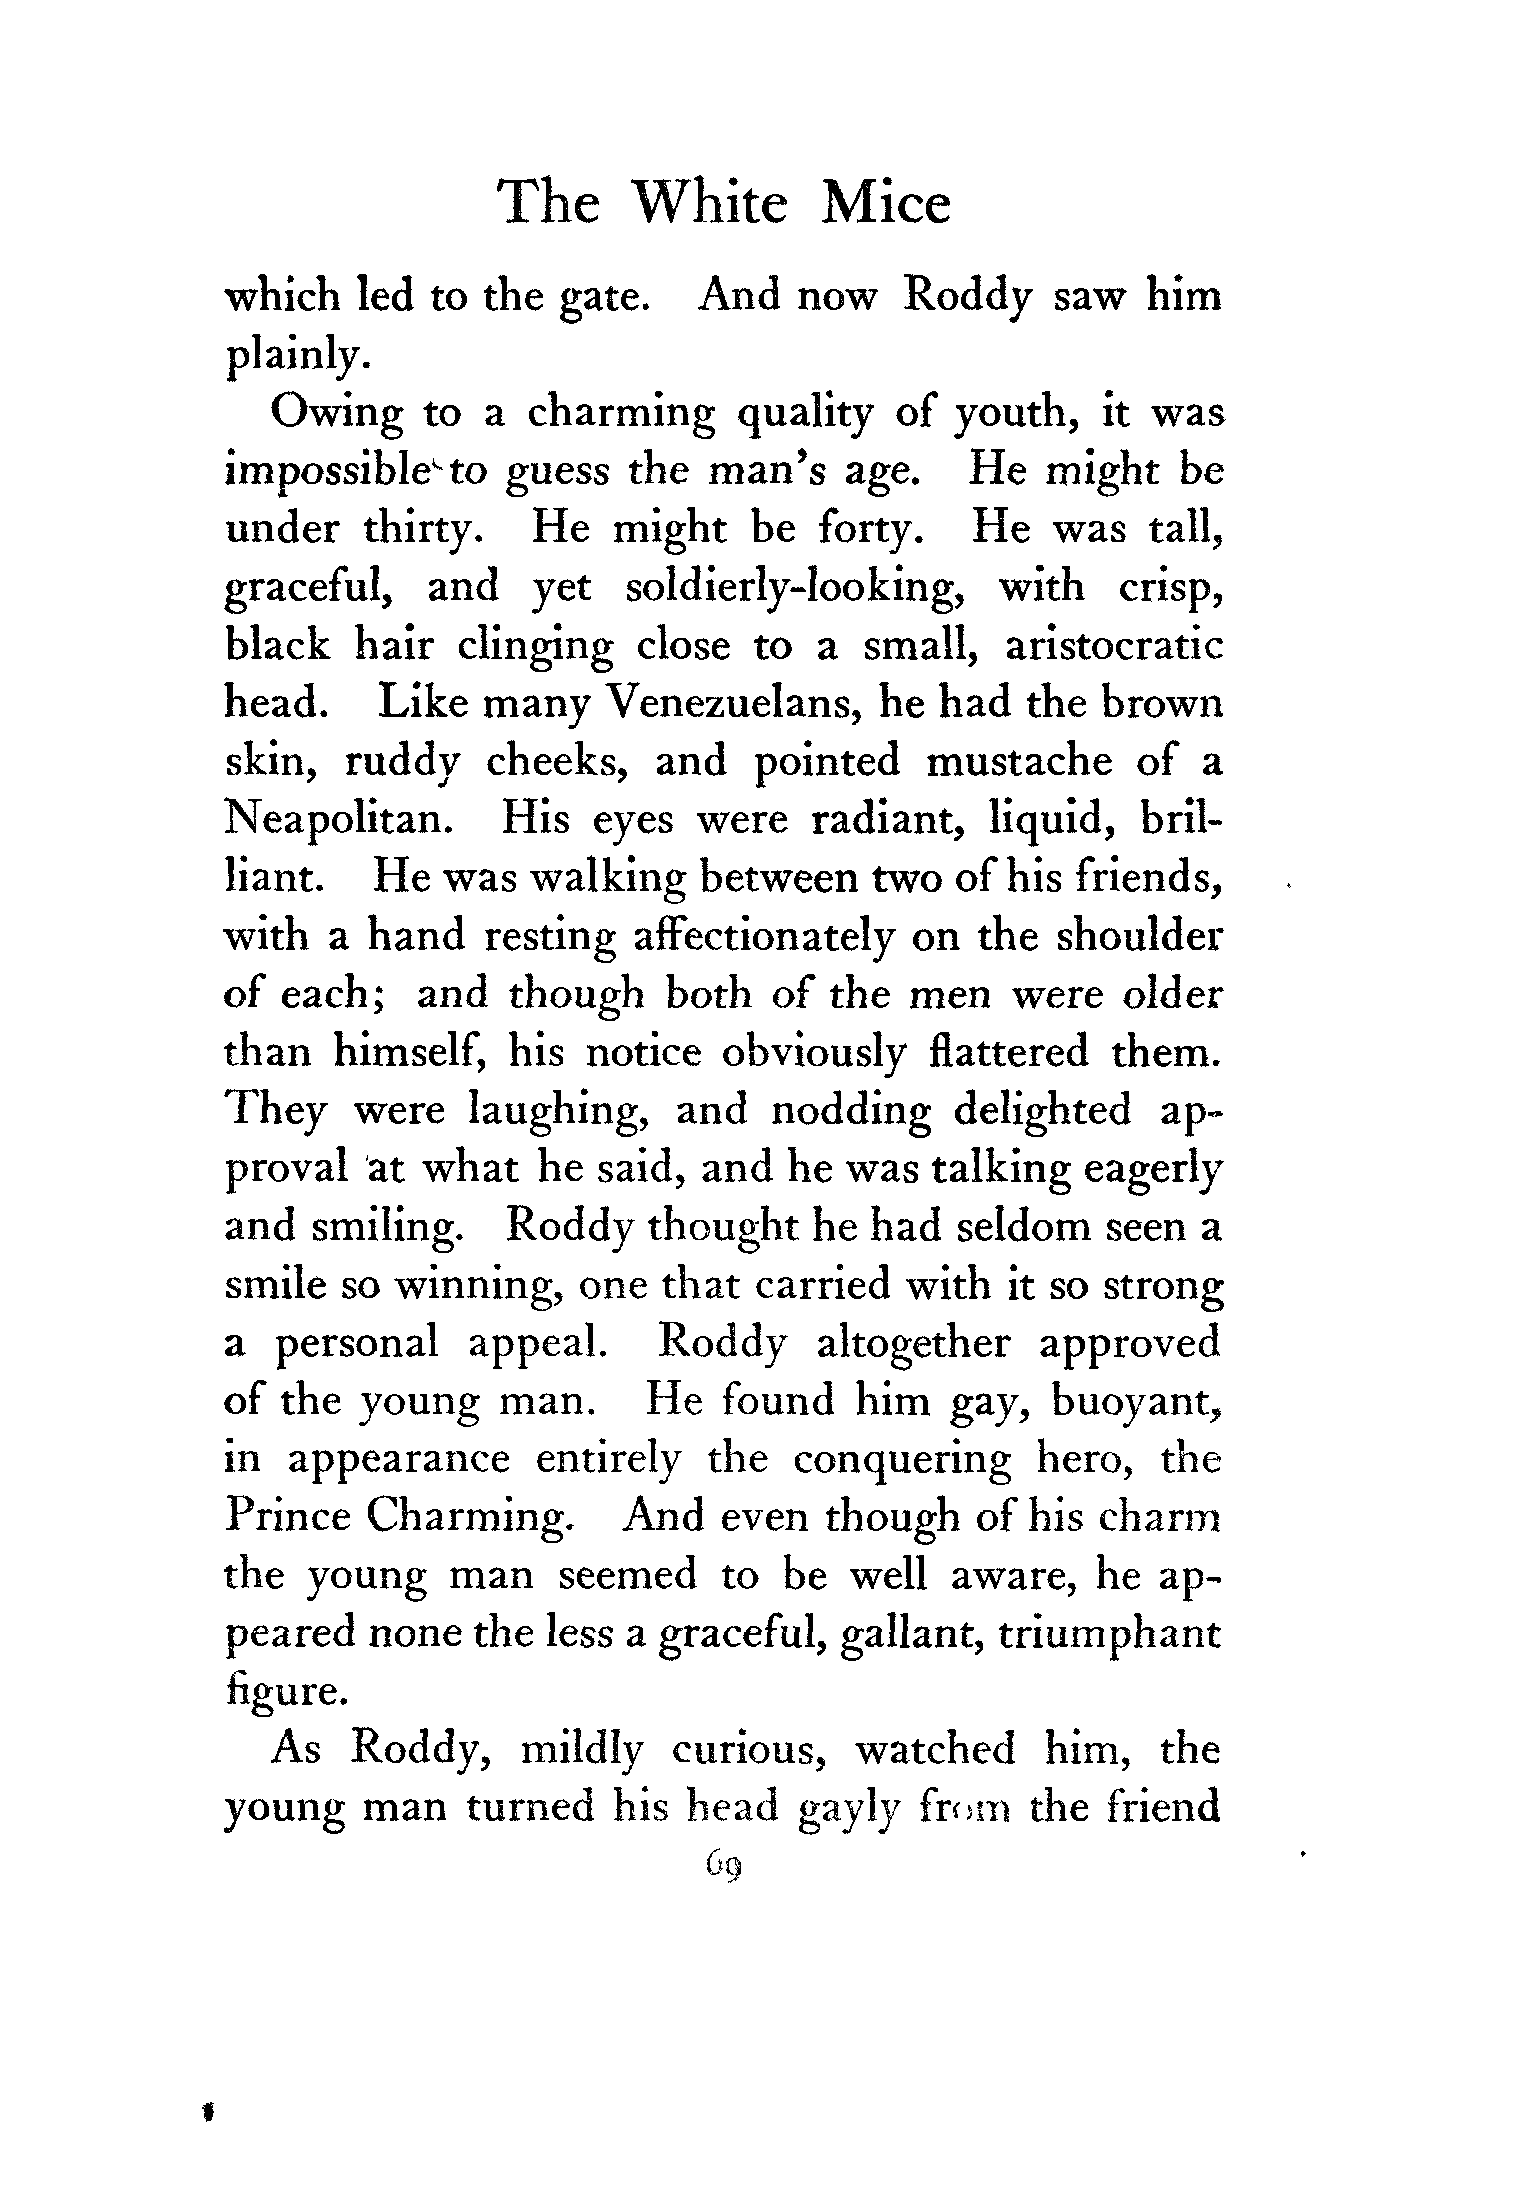 The White Mice
which led to the gate. And now Roddy saw him
plainly.
Owing to a charming quality of youth, it was
impossible to guess the man's age. He might be
under thirty. He might be forty. He was tall,
graceful, and yet soldierly-looking, with crisp,
black hair clinging close to a small, aristocratic
head. Like many Venezuelans, he had the brown
skin, ruddy cheeks, and pointed mustache of a
Neapolitan. His eyes were radiant, liquid, bril-
liant. He was walking between two of his friends,
with a hand resting affectionately on the shoulder
of each; and though both of the men were older
than himself, his notice obviously flattered them.
They were laughing, and nodding delighted ap-
proval at what he said, and he was talking eagerly
and smiling. Roddy thought he had seldom seen a
smile so winning, one that carried with it so strong
a personal appeal. Roddy altogether approved
of the young man. He found him gay, buoyant,
in appearance entirely the conquering hero, the
Prince Charming. And even though of his charm
the young man seemed to be well aware, he ap-
peared none the less a graceful, gallant, triumphant
figure.
As Roddy, mildly curious, watched him, the
young man turned his head gayly from the friend
69